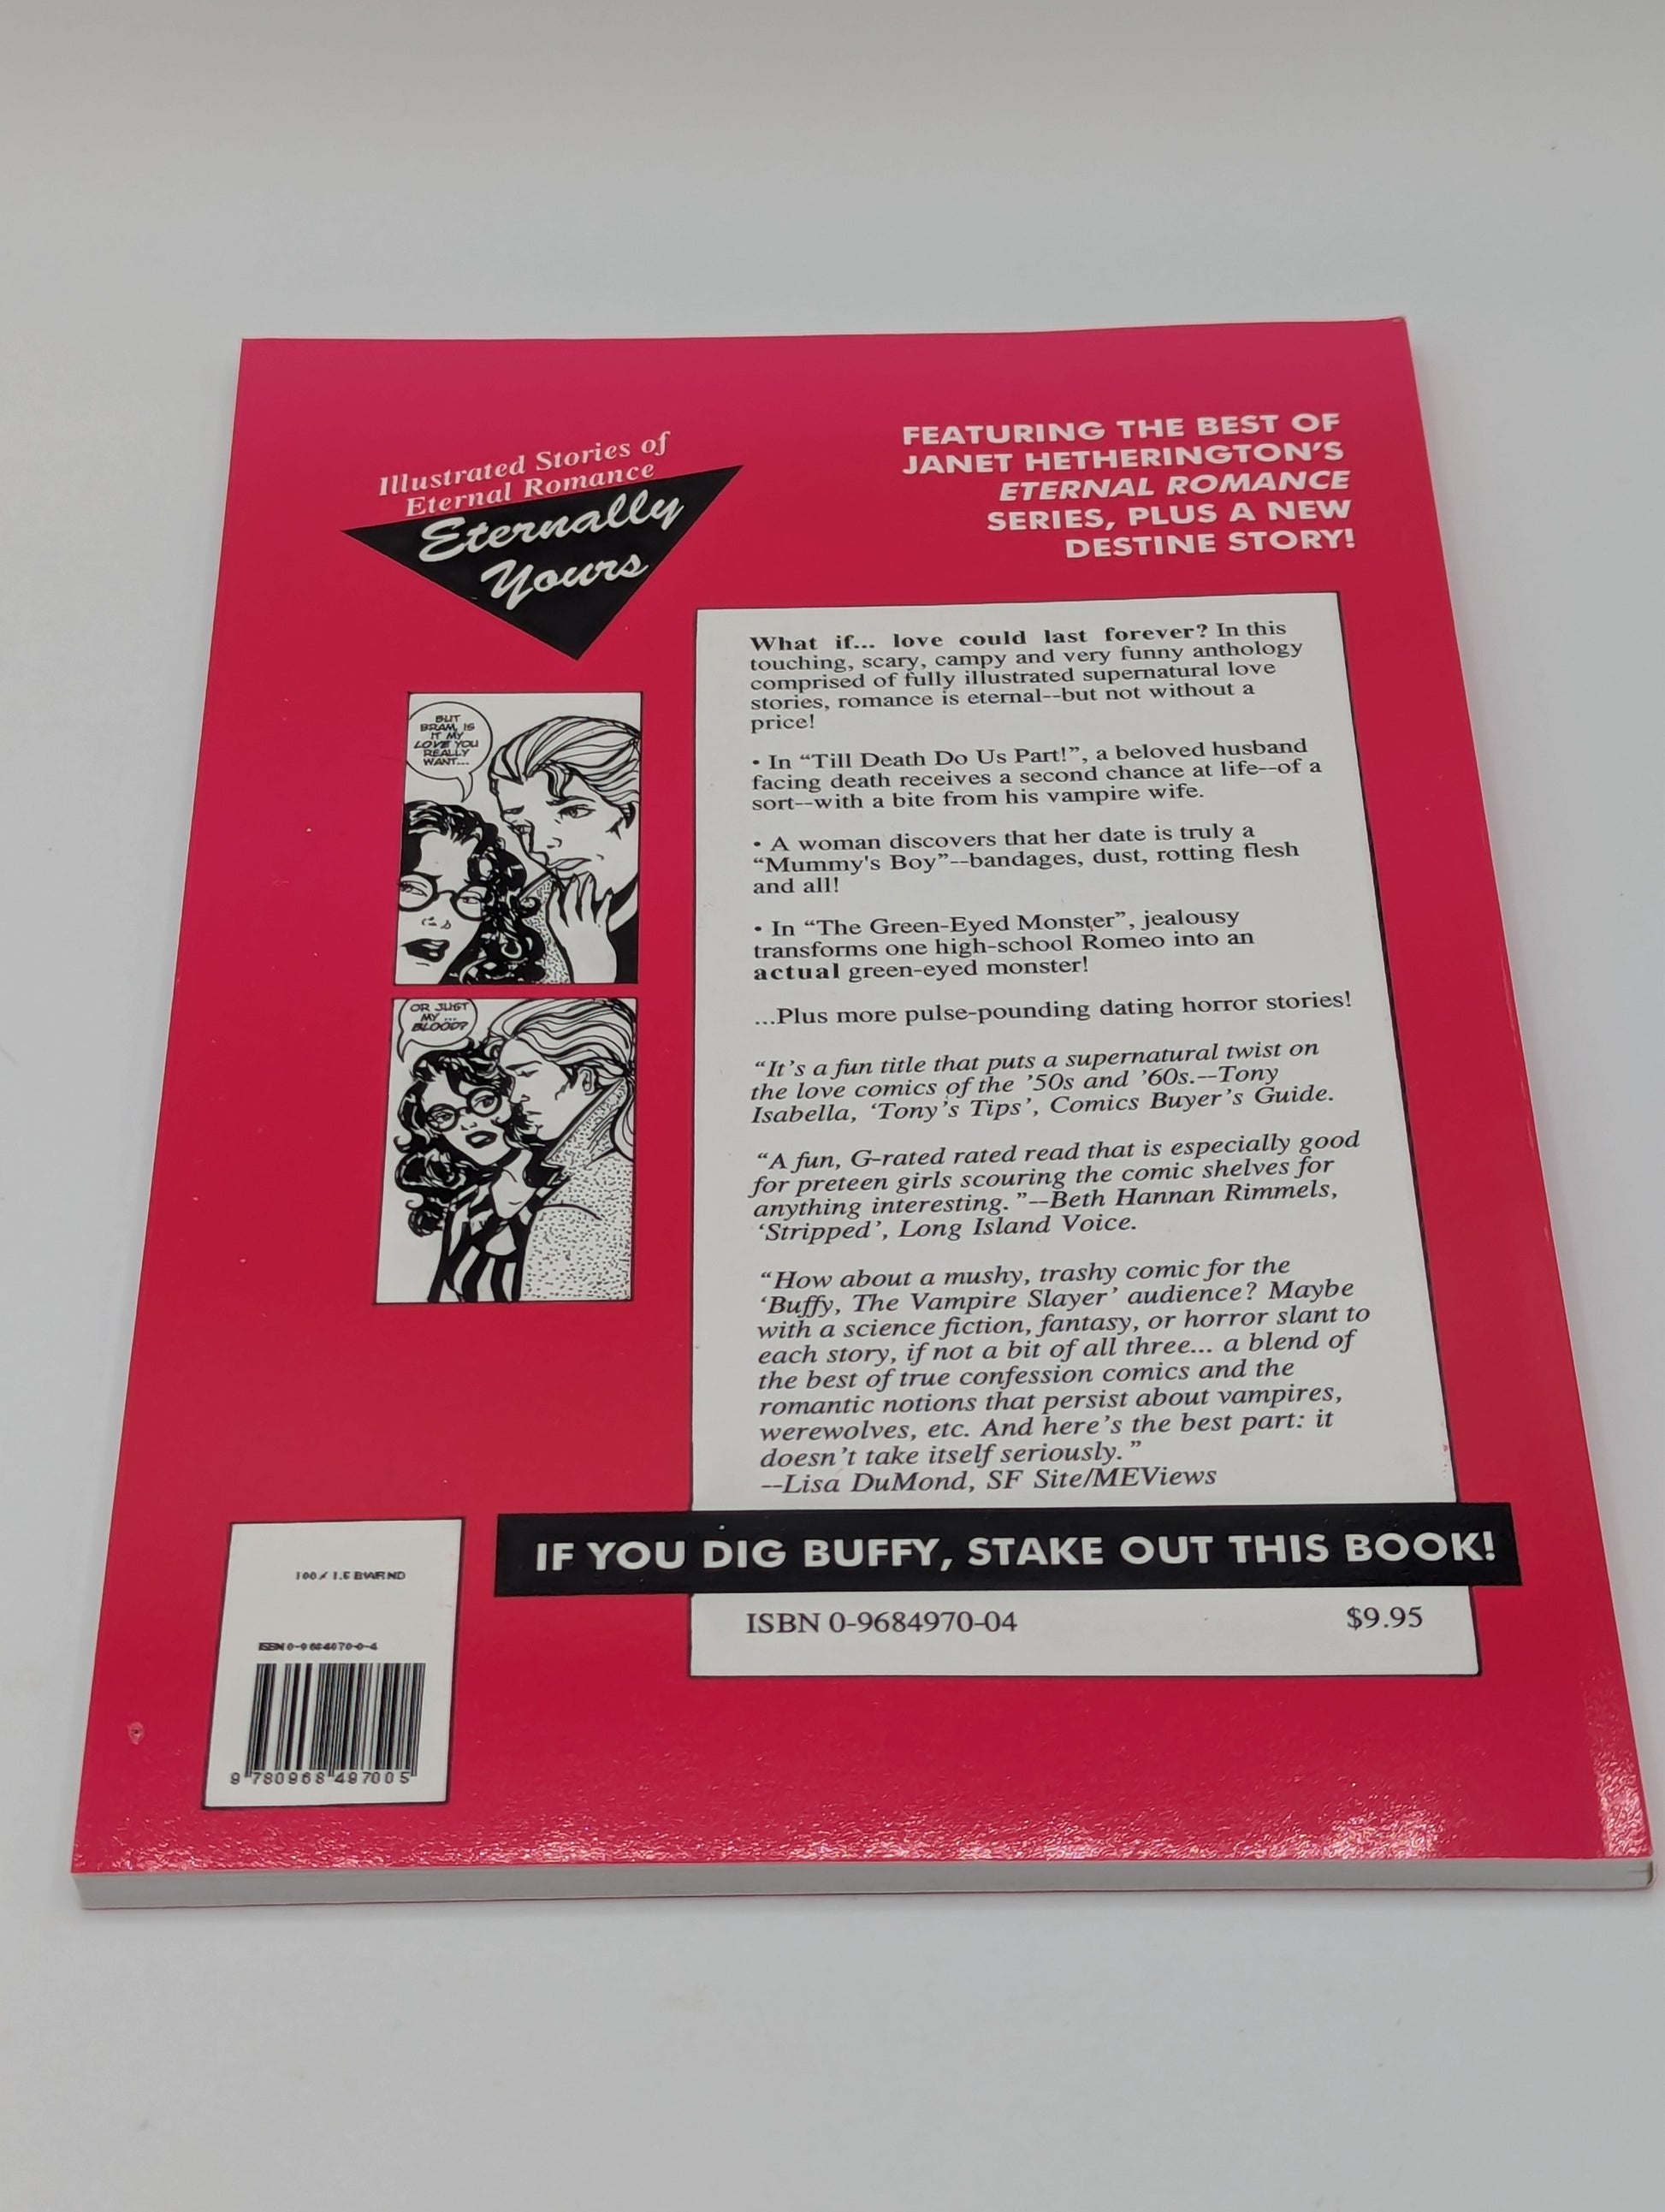 Illustrated Stories of
Eternal Romance
Eternally
Yours
FEATURING THE BEST OF
JANET HETHERINGTON'S
ETERNAL ROMANCE
SERIES, PLUS A NEW
DESTINE STORY!
BUT
BRAM, IS
IT MY
LOVE YOU
REALLY
WANT...
OR JUST
MY...
BLOOD?
What if... love could last forever? In this
touching, scary, campy and very funny anthology
comprised of fully illustrated supernatural love
stories, romance is eternal--but not without a
price!
• In “Till Death Do Us Part!”, a beloved husband
facing death receives a second chance at life--of a
sort--with a bite from his vampire wife.
• A woman discovers that her date is truly a
“Mummy's Boy”--bandages, dust, rotting flesh
and all!
• In “The Green-Eyed Monster”, jealousy
transforms one high-school Romeo into an
actual green-eyed monster!
...Plus more pulse-pounding dating horror stories!
“It’s a fun title that puts a supernatural twist on
the love comics of the ’50s and ’60s.--Tony
Isabella, ‘Tony’s Tips’, Comics Buyer’s Guide.
“A fun, G-rated rated read that is especially good
for preteen girls scouring the comic shelves for
anything interesting.”--Beth Hannan Rimmels,
‘Stripped’, Long Island Voice.
“How about a mushy, trashy comic for the
‘Buffy, The Vampire Slayer’ audience? Maybe
with a science fiction, fantasy, or horror slant to
each story, if not a bit of all three... a blend of
the best of true confession comics and the
romantic notions that persist about vampires,
werewolves, etc. And here’s the best part: it
doesn’t take itself seriously.”
--Lisa DuMond, SF Site/MEViews
IF YOU DIG BUFFY, STAKE OUT THIS BOOK!
ISBN 0-9684970-04 $9.95
ISBN 0-9684970-0-4
9 780968 497005